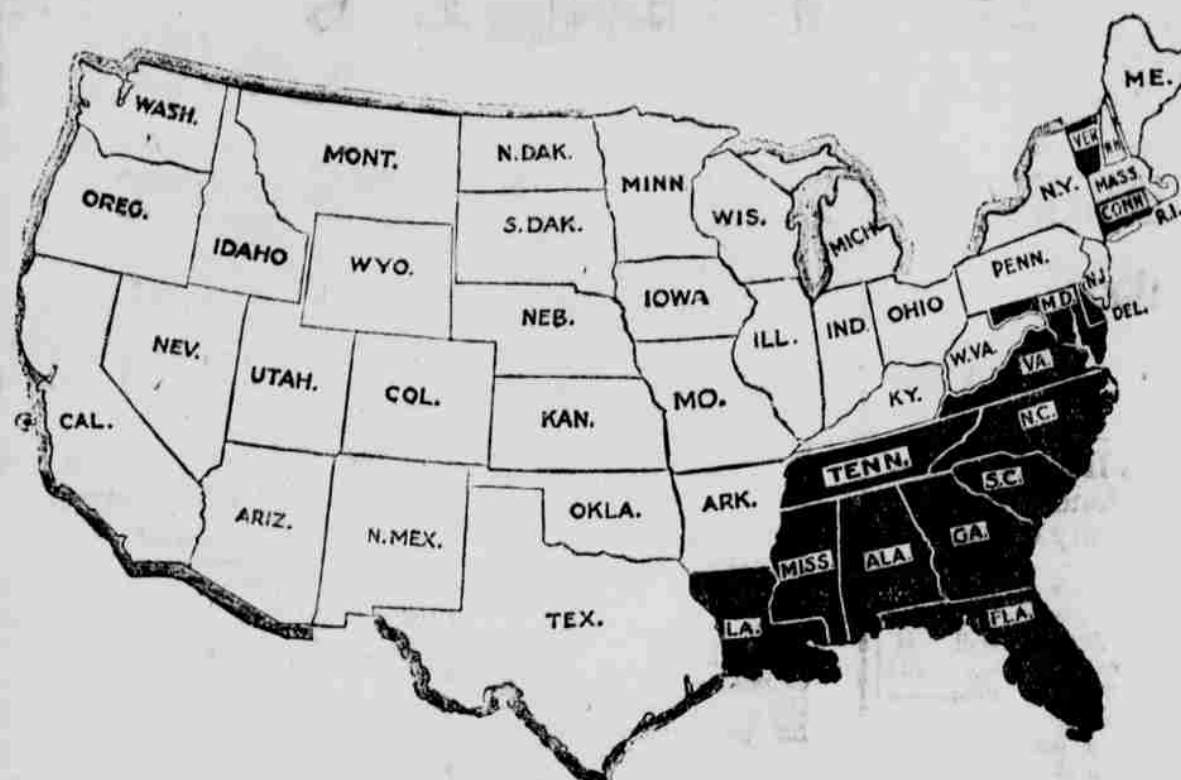 WASH.
MONT.
N.DAK.
MINN
ME.
VER
N.H.
OREG.
IDAHO
WYO.
S.DAK.
WIS.
MICH.
N.Y.
MASS.
CONN
R.I.
PENN.
N.J.
NEV.
UTAH.
COL.
NEB.
IOWA
ILL.
IND.
OHIO
M.D.
DEL.
W.VA.
VA.
CAL.
KAN.
MO.
KY.
N.C.
TENN.
S.C.
ARIZ.
N.MEX.
OKLA.
ARK.
MISS.
ALA.
GA.
TEX.
LA.
FLA.